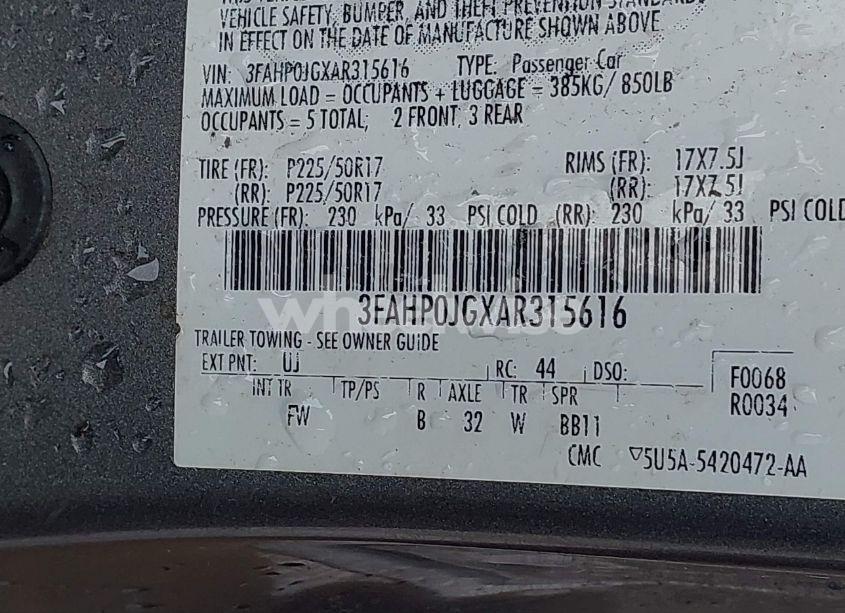 VEHICLE SAFETY, BUMPER, AND THEFT PREVENTION STANDARDS
IN EFFECT ON THE DATE OF MANUFACTURE SHOWN ABOVE
VIN: 3FAHP0JGXAR315616 TYPE: Passenger Car
MAXIMUM LOAD = OCCUPANTS + LUGGAGE = 385KG/ 850LB
OCCUPANTS = 5 TOTAL; 2 FRONT, 3 REAR
TIRE (FR): P225/50R17 RIMS (FR): 17X7.5J
(RR): P225/50R17 (RR): 17X7.5J
PRESSURE (FR): 230 kPa/ 33 PSI COLD (RR): 230 kPa/ 33 PSI COLD
3FAHP0JGXAR315616
TRAILER TOWING - SEE OWNER GUIDE
EXT PNT: UJ RC: 44 DSO: F0068
INT TR TP/PS R AXLE TR SPR R0034
FW B 32 W BB11
CMC ▽5U5A-5420472-AA